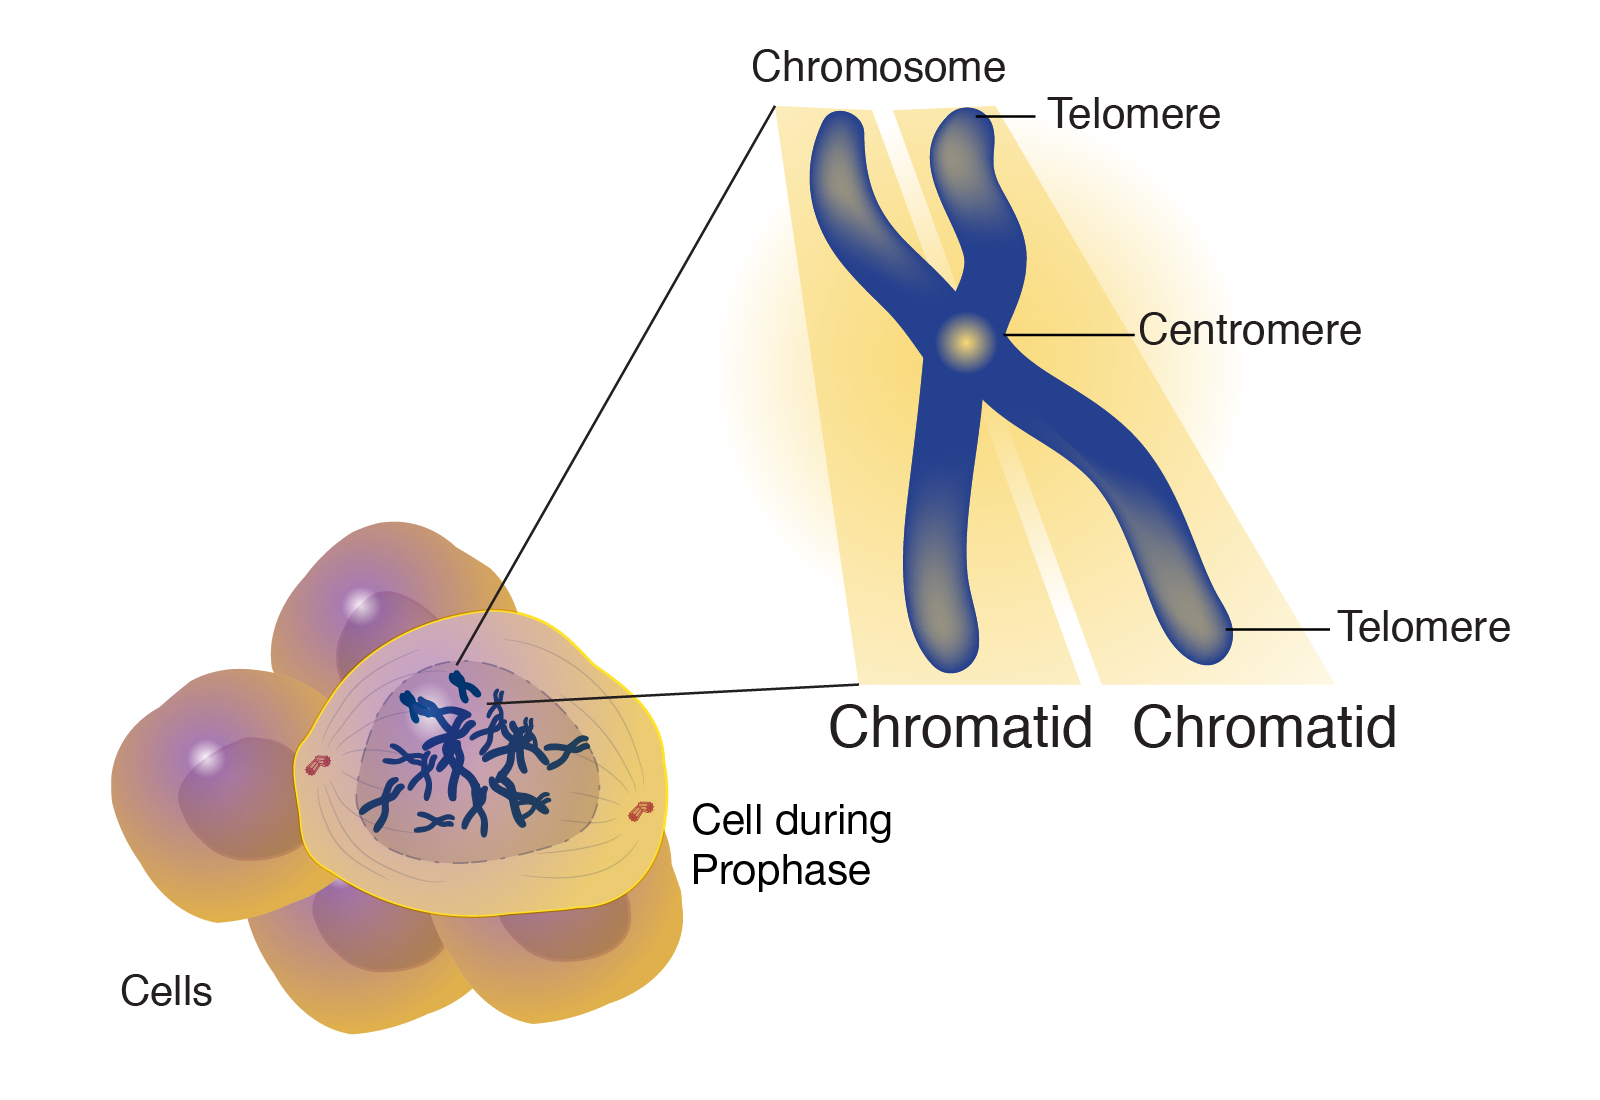 Chromosome
Telomere
Centromere
Telomere
Chromatid
Chromatid
Cell during
Prophase
Cells